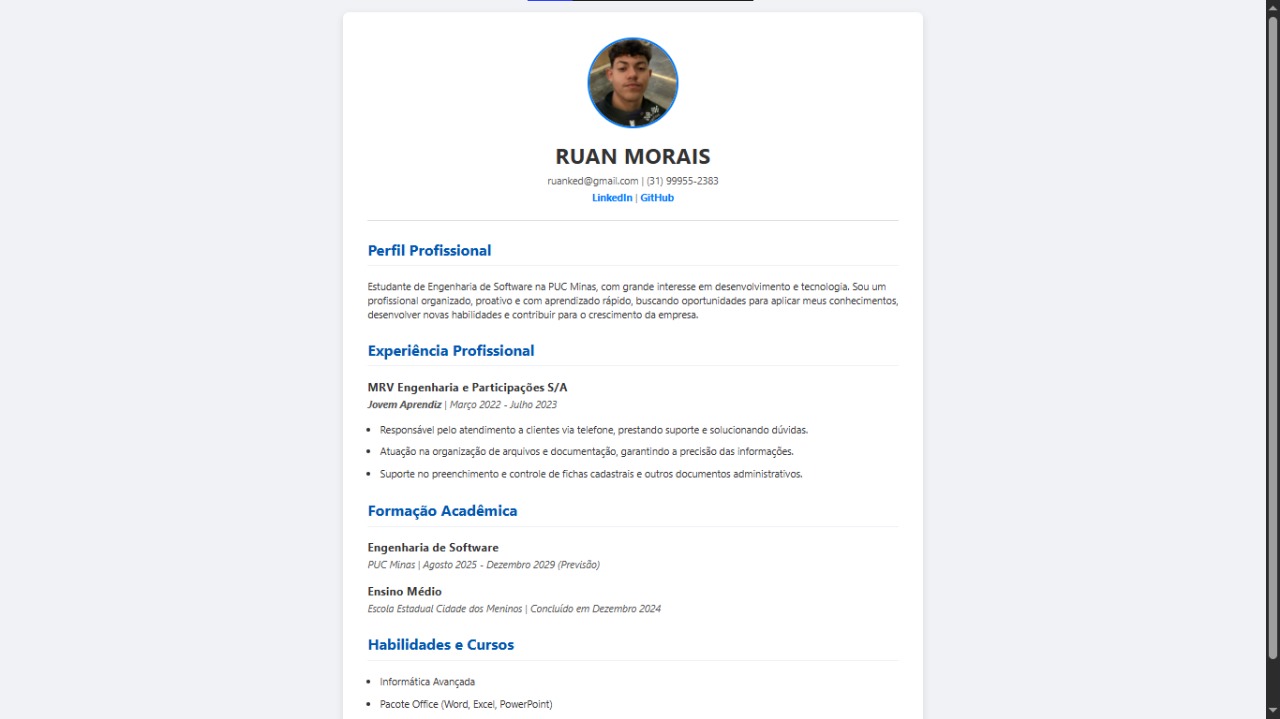 RUAN MORAIS
ruanked@gmail.com | (31) 99955-2383
LinkedIn | GitHub
Perfil Profissional
Estudante de Engenharia de Software na PUC Minas, com grande interesse em desenvolvimento e tecnologia. Sou um
profissional organizado, proativo e com aprendizado rápido, buscando oportunidades para aplicar meus conhecimentos,
desenvolver novas habilidades e contribuir para o crescimento da empresa.
Experiência Profissional
MRV Engenharia e Participações S/A
Jovem Aprendiz | Março 2022 - Julho 2023
• Responsável pelo atendimento a clientes via telefone, prestando suporte e solucionando dúvidas.
• Atuação na organização de arquivos e documentação, garantindo a precisão das informações.
• Suporte no preenchimento e controle de fichas cadastrais e outros documentos administrativos.
Formação Acadêmica
Engenharia de Software
PUC Minas | Agosto 2025 - Dezembro 2029 (Previsão)
Ensino Médio
Escola Estadual Cidade dos Meninos | Concluído em Dezembro 2024
Habilidades e Cursos
• Informática Avançada
• Pacote Office (Word, Excel, PowerPoint)